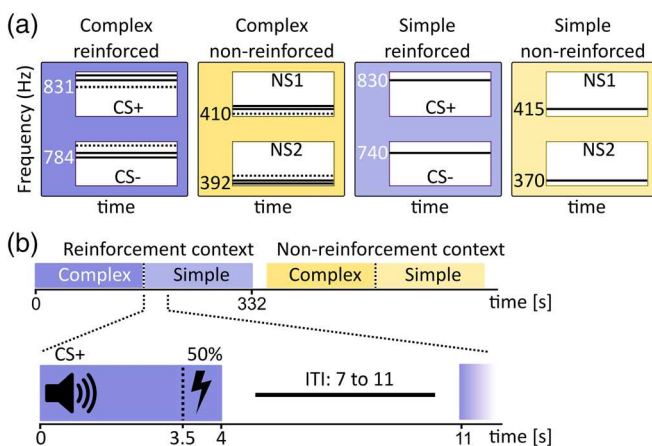 (a)
Complex reinforced
Complex non-reinforced
Simple reinforced
Simple non-reinforced
Frequency (Hz)
831
CS+
784
CS-
time
NS1
410
NS2
392
time
830
CS+
740
CS-
time
NS1
415
NS2
370
time
(b)
Reinforcement context
Non-reinforcement context
Complex
Simple
Complex
Simple
0
332
time [s]
CS+
50%
ITI: 7 to 11
0
3.5
4
11
time [s]